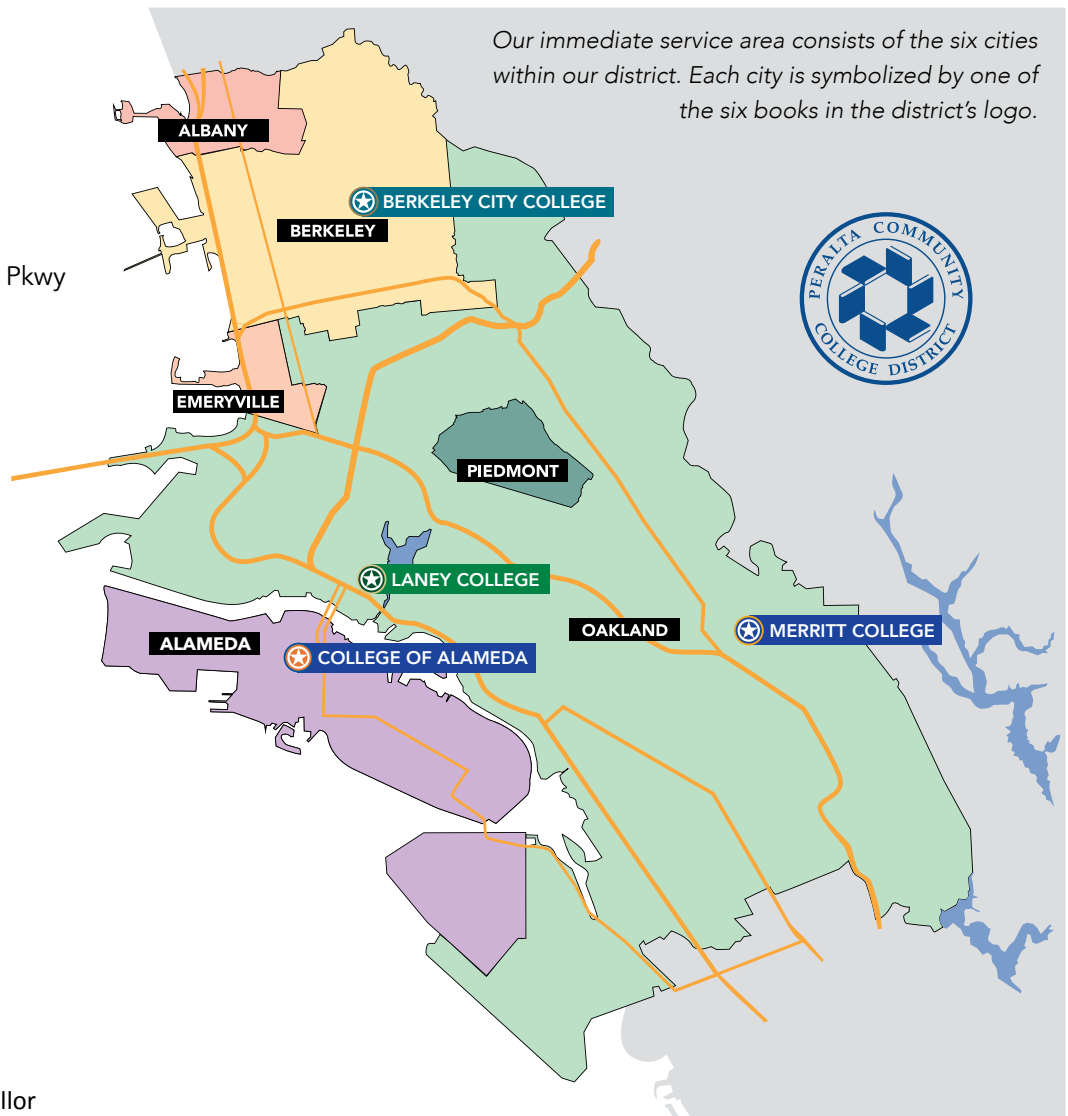 Our immediate service area consists of the six cities
within our district. Each city is symbolized by one of
the six books in the district's logo.
ALBANY
BERKELEY CITY COLLEGE
BERKELEY
PERALTA COMMUNITY
COLLEGE DISTRICT
Pkwy
EMERYVILLE
PIEDMONT
LANEY COLLEGE
OAKLAND
MERRITT COLLEGE
ALAMEDA
COLLEGE OF ALAMEDA
llor